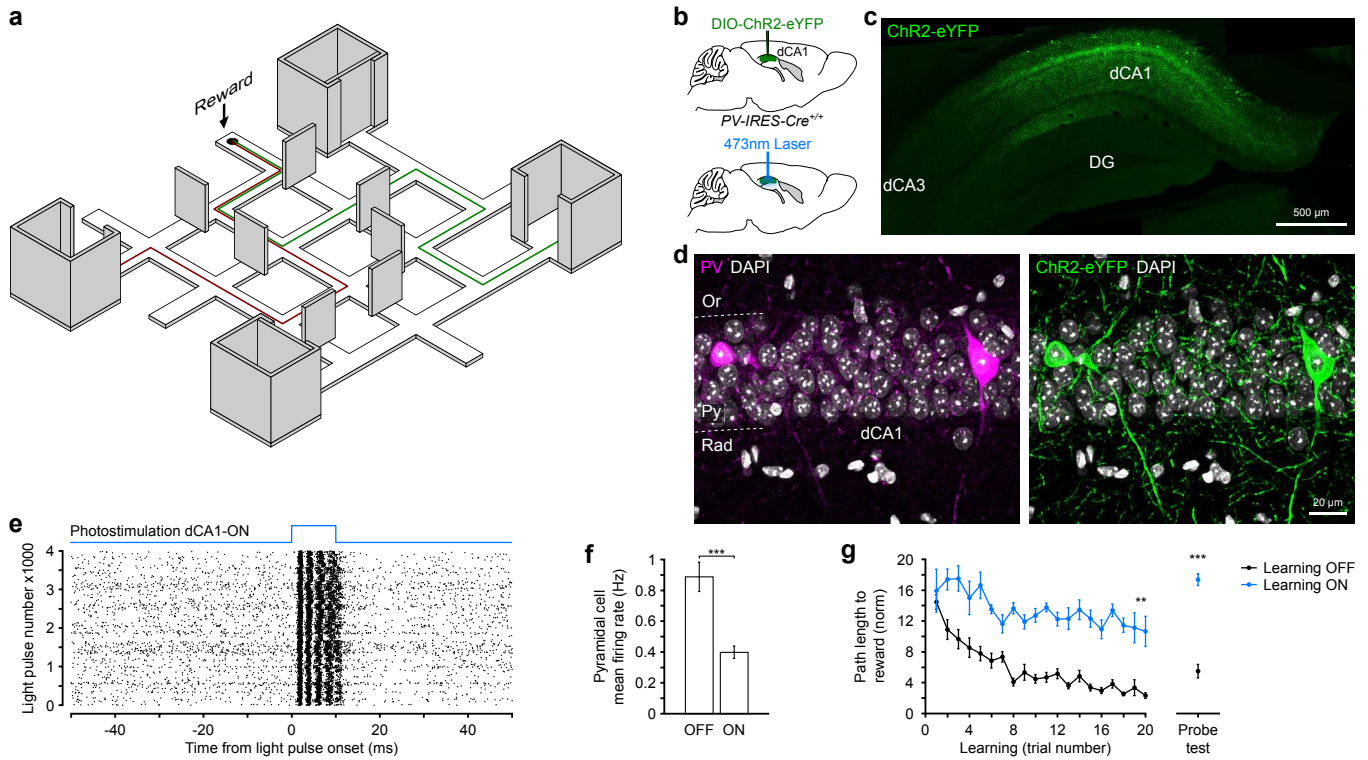 a
Reward
b
DIO-ChR2-eYFP
dCA1
PV-IRES-Cre+/+
473nm Laser
c
ChR2-eYFP
dCA1
DG
dCA3
500 µm
d
PV DAPI
Or
Py
Rad
dCA1
ChR2-eYFP DAPI
20 µm
e
Photostimulation dCA1-ON
Light pulse number x1000
4
3
2
1
0
-40 -20 0 20 40
Time from light pulse onset (ms)
f
Pyramidal cell
mean firing rate (Hz)
1
0.8
0.6
0.4
0.2
0
***
OFF ON
g
Path length to
reward (norm)
20
16
12
8
4
0
0 4 8 12 16 20
Learning (trial number)
**
***
Probe
test
Learning OFF
Learning ON